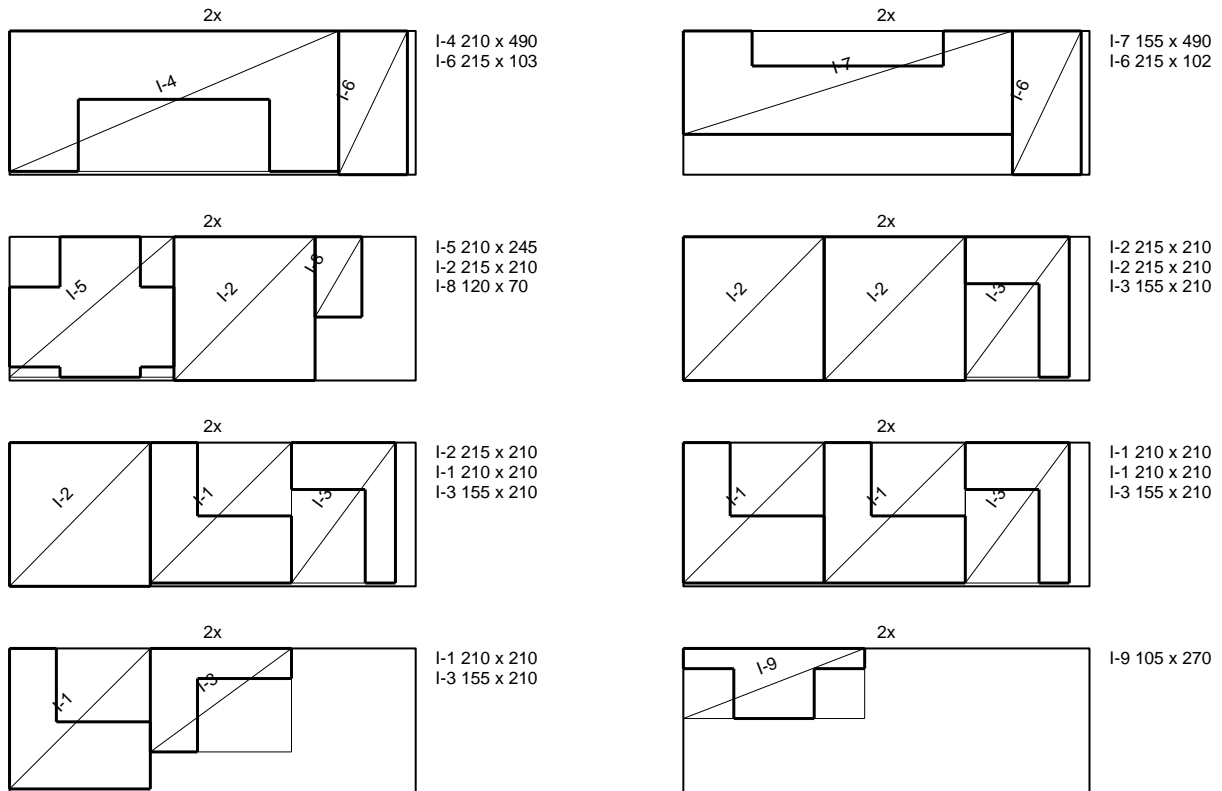 2x
I-4
I-6
I-4 210 x 490
I-6 215 x 103
2x
I-7
I-6
I-7 155 x 490
I-6 215 x 102
2x
I-5
I-2
I-8
I-5 210 x 245
I-2 215 x 210
I-8 120 x 70
2x
I-2
I-2
I-3
I-2 215 x 210
I-2 215 x 210
I-3 155 x 210
2x
I-2
I-1
I-3
I-2 215 x 210
I-1 210 x 210
I-3 155 x 210
2x
I-1
I-1
I-3
I-1 210 x 210
I-1 210 x 210
I-3 155 x 210
2x
I-1
I-3
I-1 210 x 210
I-3 155 x 210
2x
I-9
I-9 105 x 270